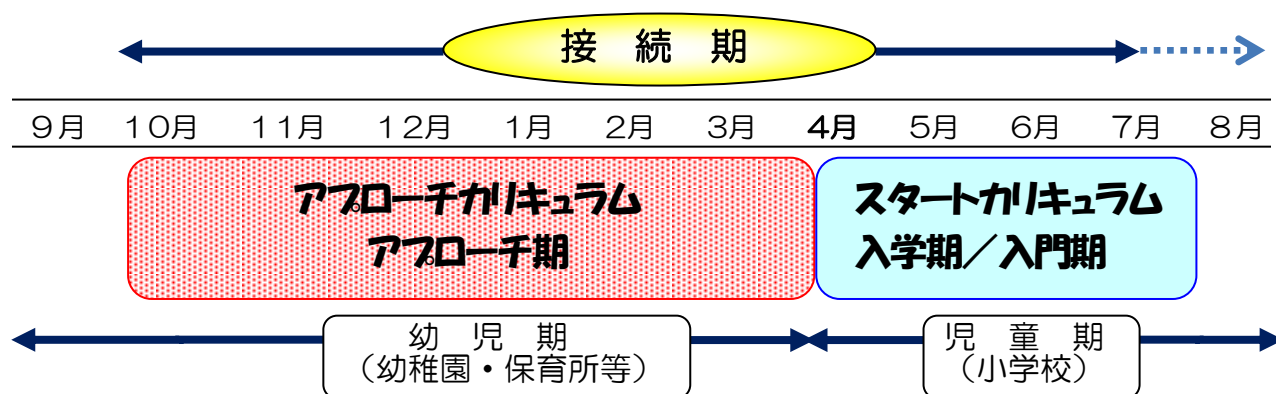 接続期
9月 10月 11月 12月 1月 2月 3月 4月 5月 6月 7月 8月
アプローチカリキュラム
アプローチ期
スタートカリキュラム
入学期／入門期
幼児期
(幼稚園・保育所等)
児童期
(小学校)